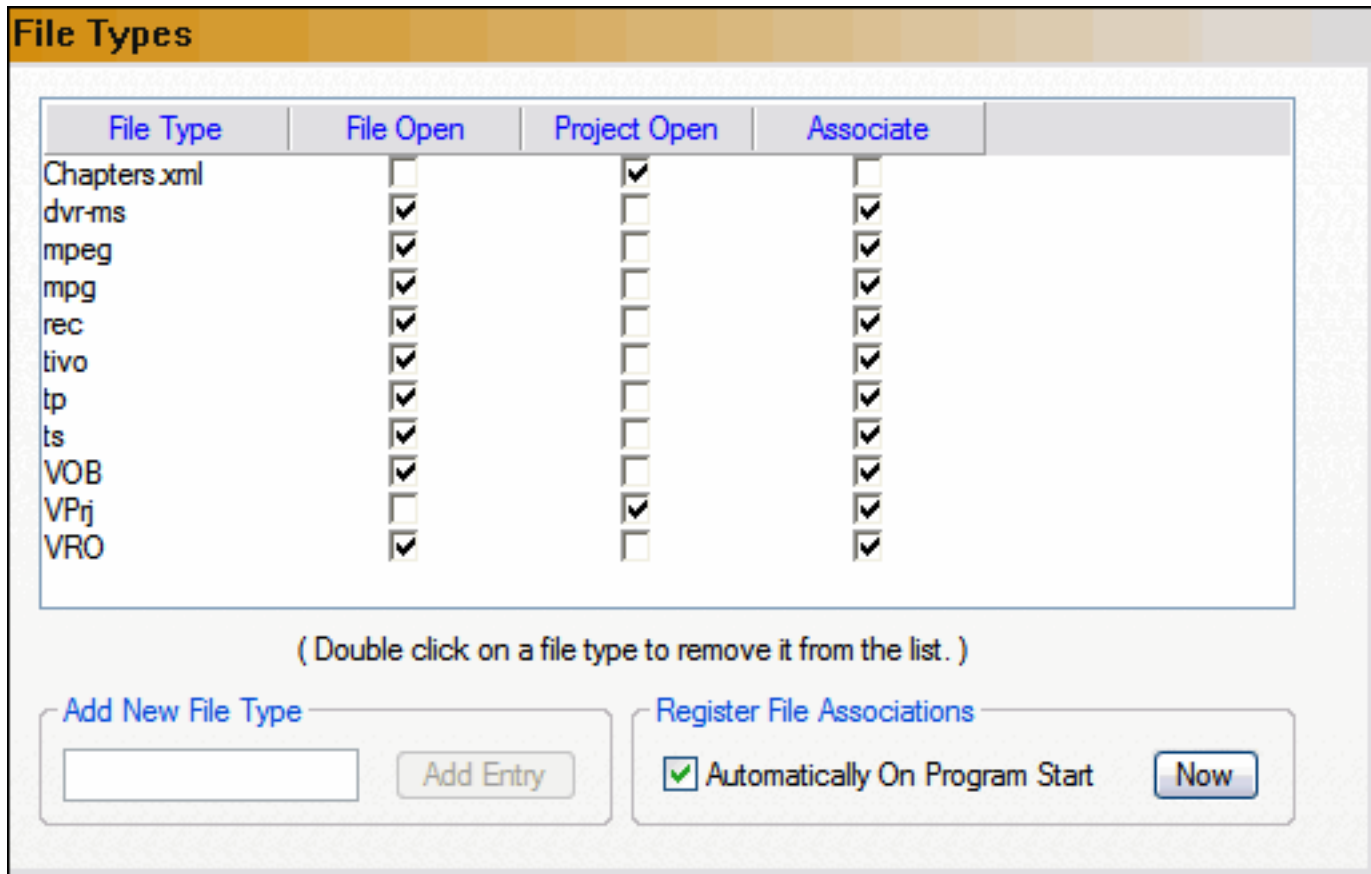 File Types
File Type File Open Project Open Associate
Chapters.xml
dvr-ms
mpeg
mpg
rec
tivo
tp
ts
VOB
VPrj
VRO
( Double click on a file type to remove it from the list. )
Add New File Type
Add Entry
Register File Associations
Automatically On Program Start
Now